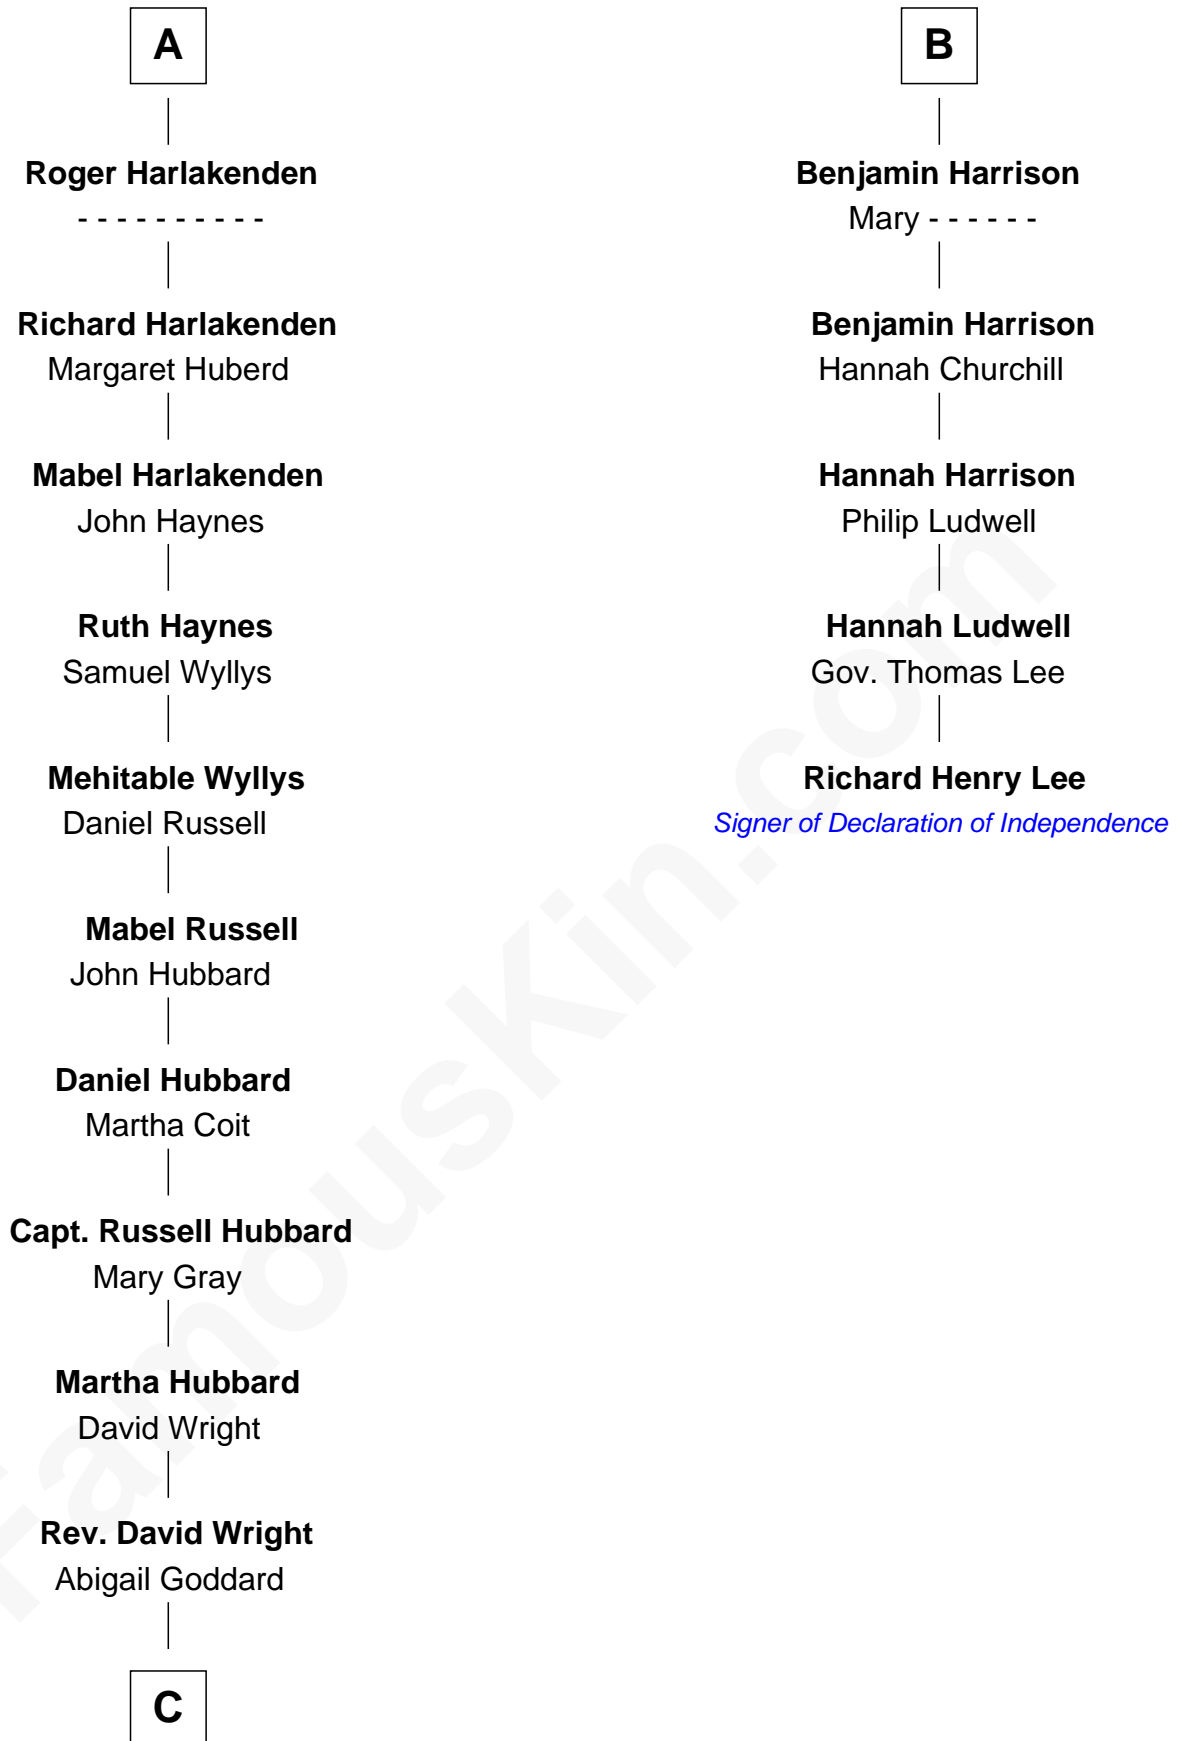 A
Roger Harlakenden
- - - - - - - - - -
Richard Harlakenden
Margaret Huberd
Mabel Harlakenden
John Haynes
Ruth Haynes
Samuel Wyllys
Mehitable Wyllys
Daniel Russell
Mabel Russell
John Hubbard
Daniel Hubbard
Martha Coit
Capt. Russell Hubbard
Mary Gray
Martha Hubbard
David Wright
Rev. David Wright
Abigail Goddard
C
B
Benjamin Harrison
Mary - - - - - -
Benjamin Harrison
Hannah Churchill
Hannah Harrison
Philip Ludwell
Hannah Ludwell
Gov. Thomas Lee
Richard Henry Lee
Signer of Declaration of Independence
FamousKin.com